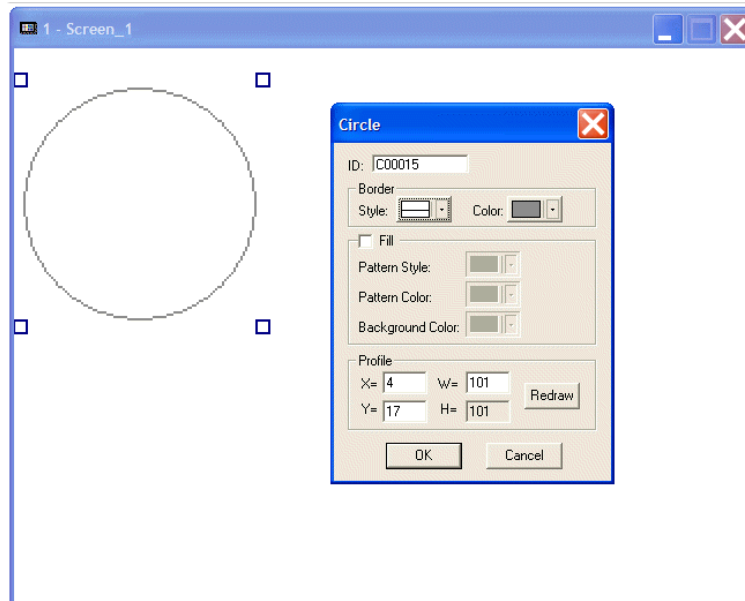 1 - Screen_1
Circle
ID: C00015
Border
Style: Color:
Fill
Pattern Style:
Pattern Color:
Background Color:
Profile
X= 4 W= 101
Y= 17 H= 101
Redraw
OK Cancel